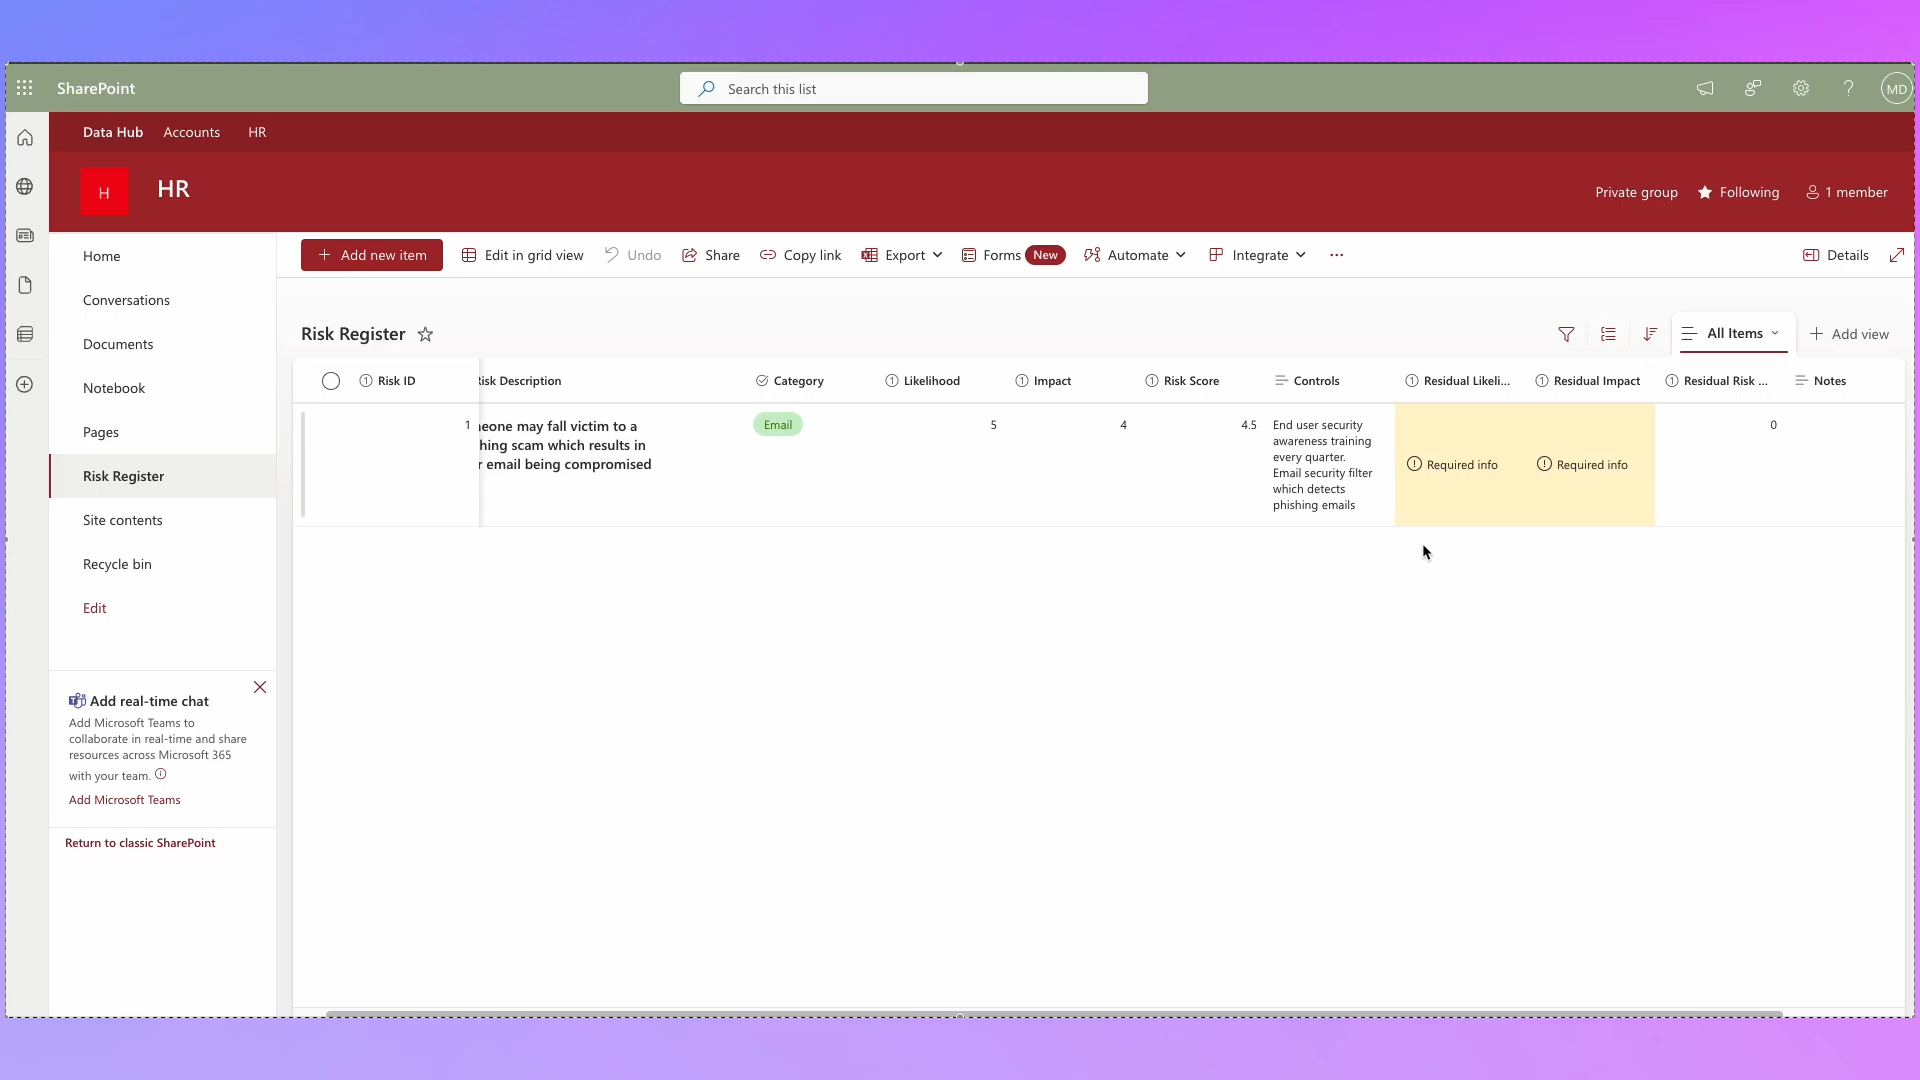 SharePoint
Search this list
MD
Data Hub Accounts HR
H
HR
Private group Following 1 member
Home
Conversations
Documents
Notebook
Pages
Risk Register
Site contents
Recycle bin
Edit
Add real-time chat
Add Microsoft Teams to
collaborate in real-time and share
resources across Microsoft 365
with your team.
Add Microsoft Teams
Return to classic SharePoint
Add new item Edit in grid view Undo Share Copy link Export Forms New Automate Integrate ... Details
Risk Register
All Items Add view
Risk ID Risk Description Category Likelihood Impact Risk Score Controls Residual Likeli... Residual Impact Residual Risk ... Notes
1
eone may fall victim to a
hing scam which results in
r email being compromised
Email
5
4
4.5
End user security
awareness training
every quarter.
Email security filter
which detects
phishing emails
Required info
Required info
0